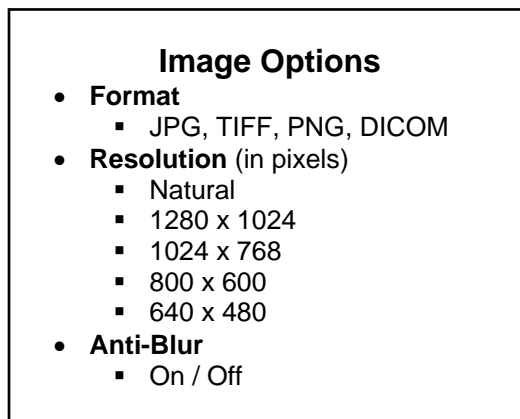 Image Options
• Format
▪ JPG, TIFF, PNG, DICOM
• Resolution (in pixels)
▪ Natural
▪ 1280 x 1024
▪ 1024 x 768
▪ 800 x 600
▪ 640 x 480
• Anti-Blur
▪ On / Off